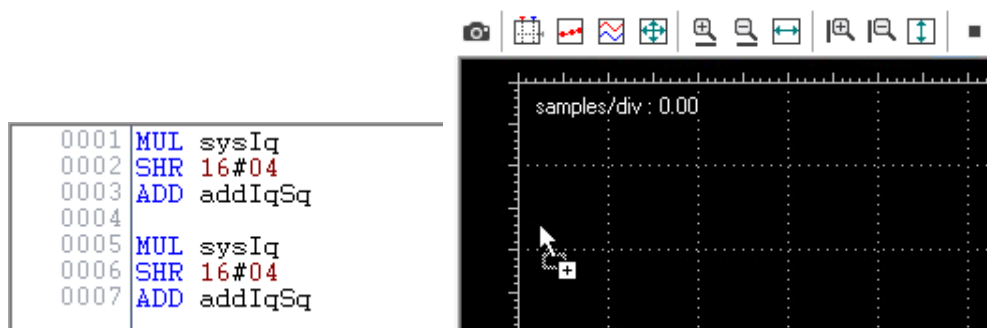 samples/div : 0.00
0001 MUL sysIq
0002 SHR 16#04
0003 ADD addIqSq
0004
0005 MUL sysIq
0006 SHR 16#04
0007 ADD addIqSq